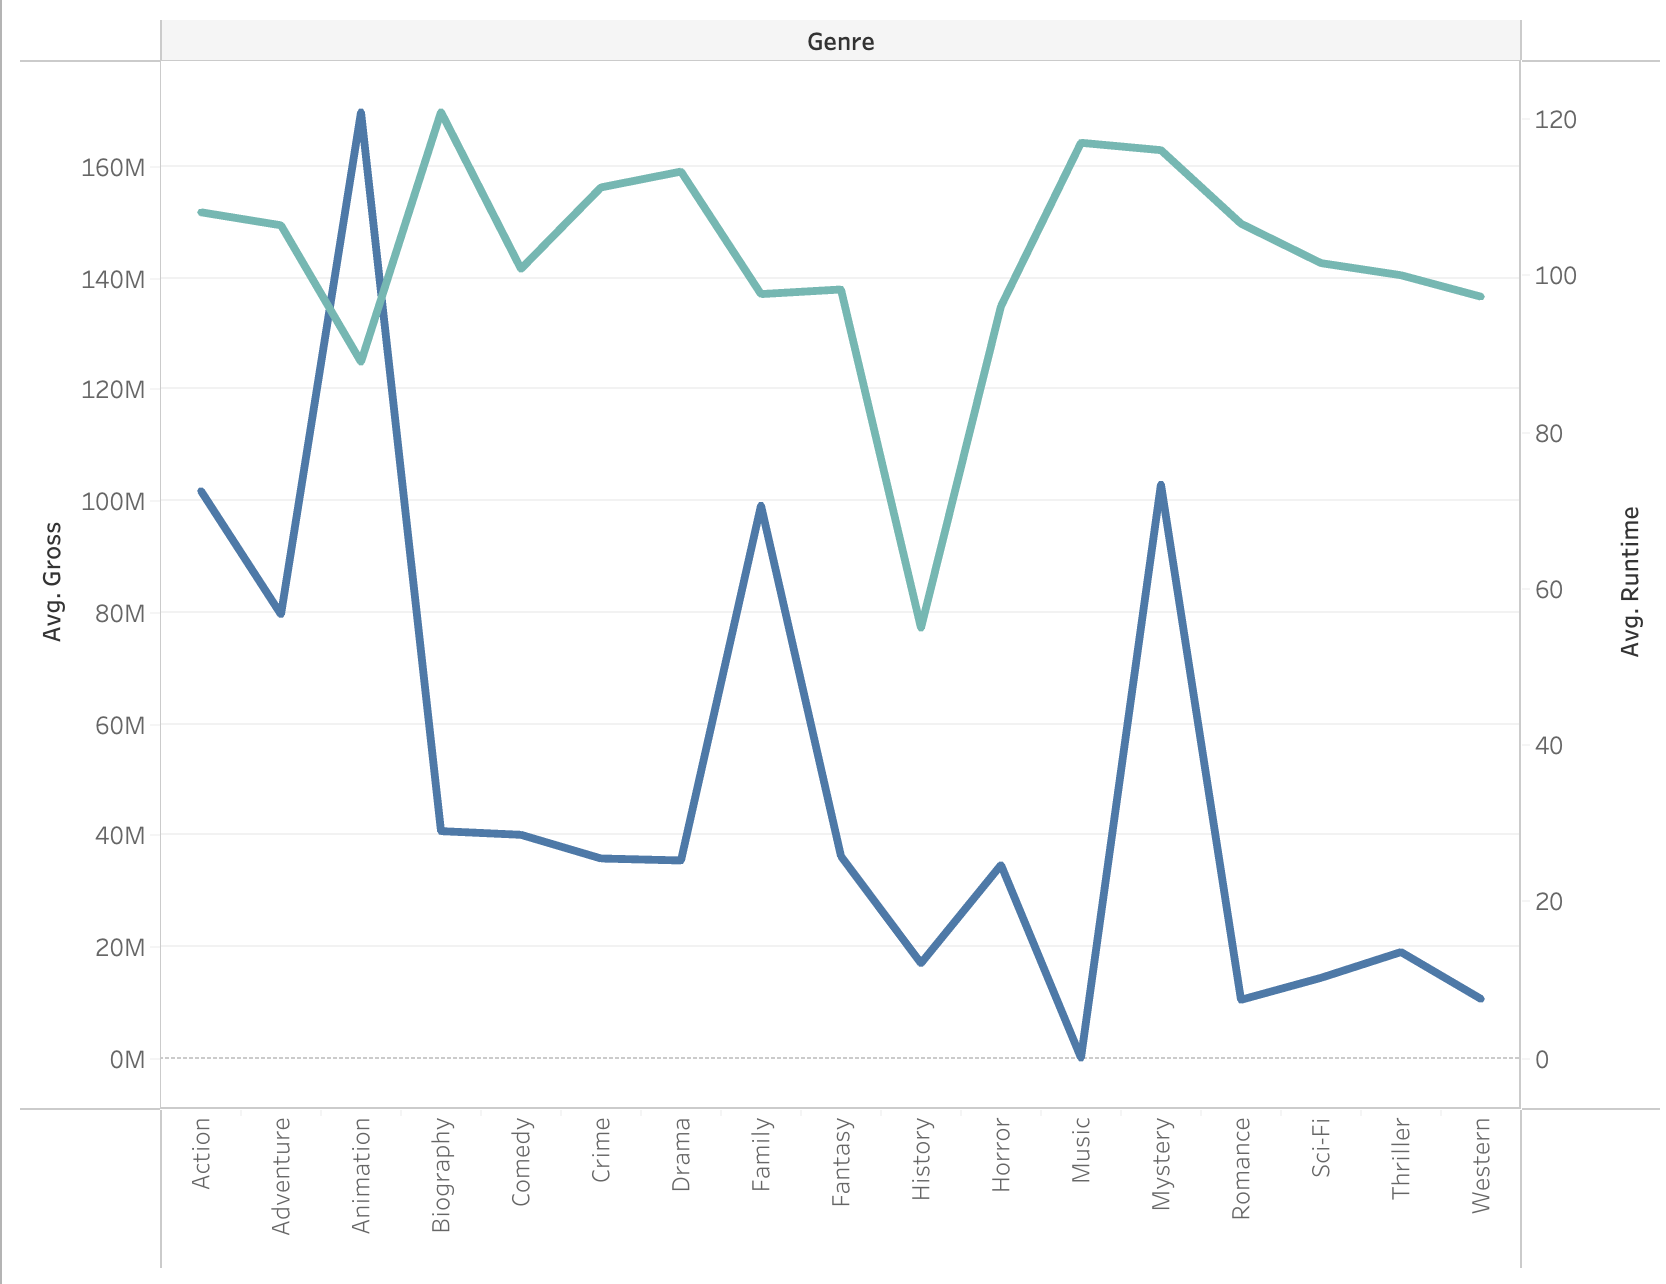 Genre
160M
140M
120M
100M
80M
60M
40M
20M
0M
Avg. Gross
120
100
80
60
40
20
0
Avg. Runtime
Action
Adventure
Animation
Biography
Comedy
Crime
Drama
Family
Fantasy
History
Horror
Music
Mystery
Romance
Sci-Fi
Thriller
Western